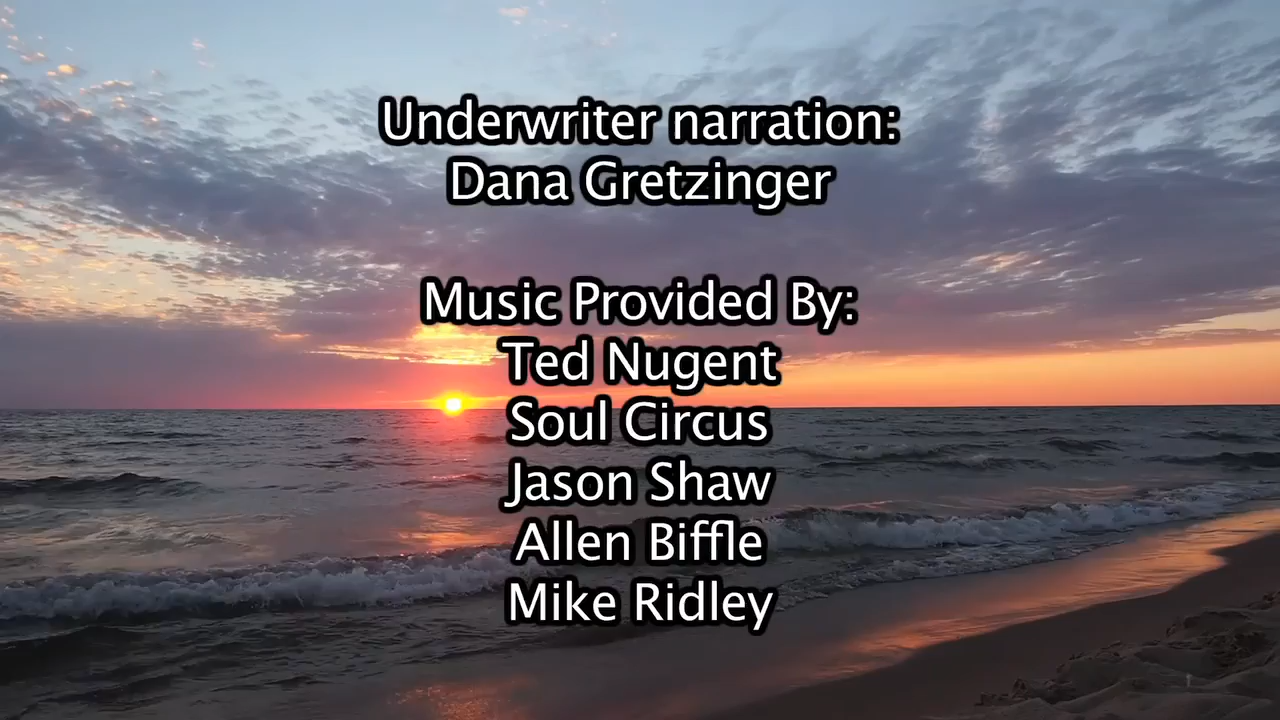 Underwriter narration:
Dana Gretzinger
Music Provided By:
Ted Nugent
Soul Circus
Jason Shaw
Allen Biffle
Mike Ridley